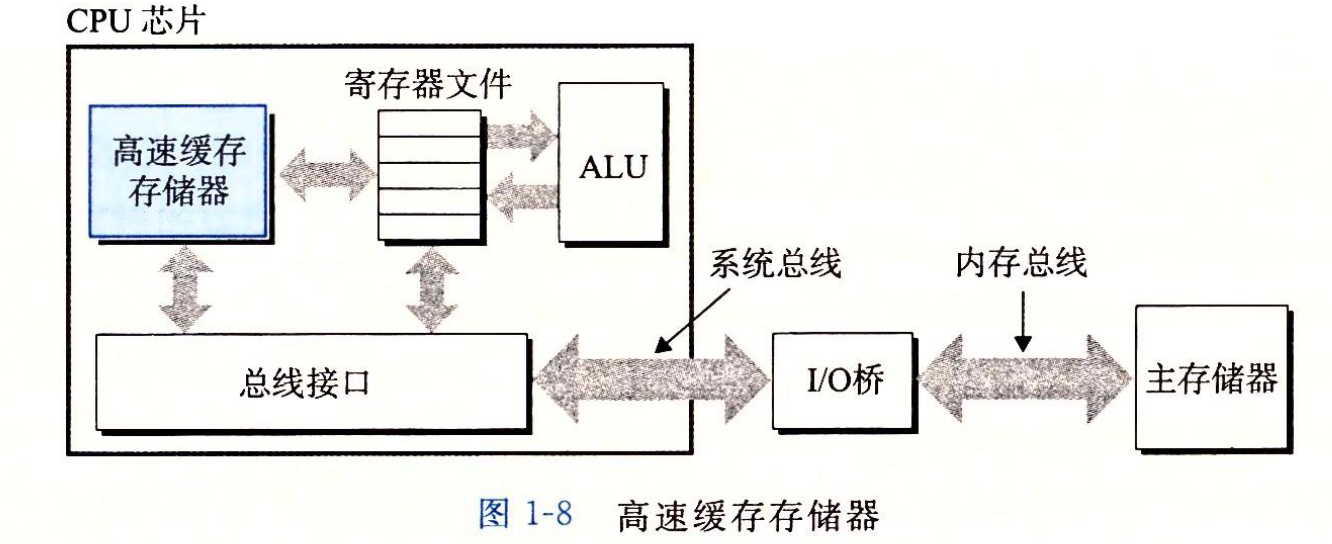 CPU 芯片
寄存器文件
高速缓存
存储器
ALU
系统总线
内存总线
总线接口
I/O桥
主存储器
图 1-8 高速缓存存储器